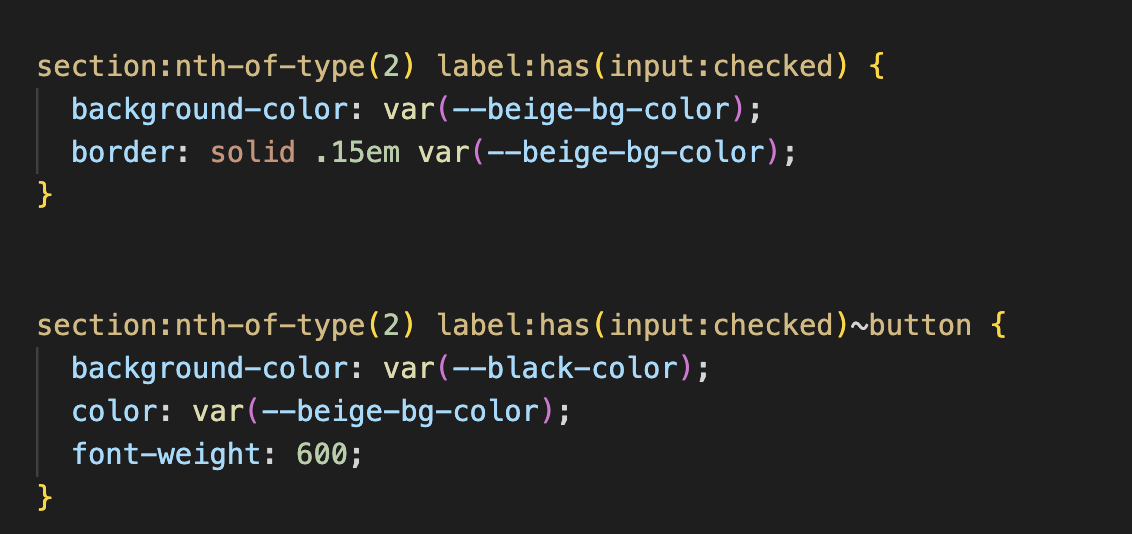 section:nth-of-type(2) label:has(input:checked) {
  background-color: var(--beige-bg-color);
  border: solid .15em var(--beige-bg-color);
}
section:nth-of-type(2) label:has(input:checked)~button {
  background-color: var(--black-color);
  color: var(--beige-bg-color);
  font-weight: 600;
}